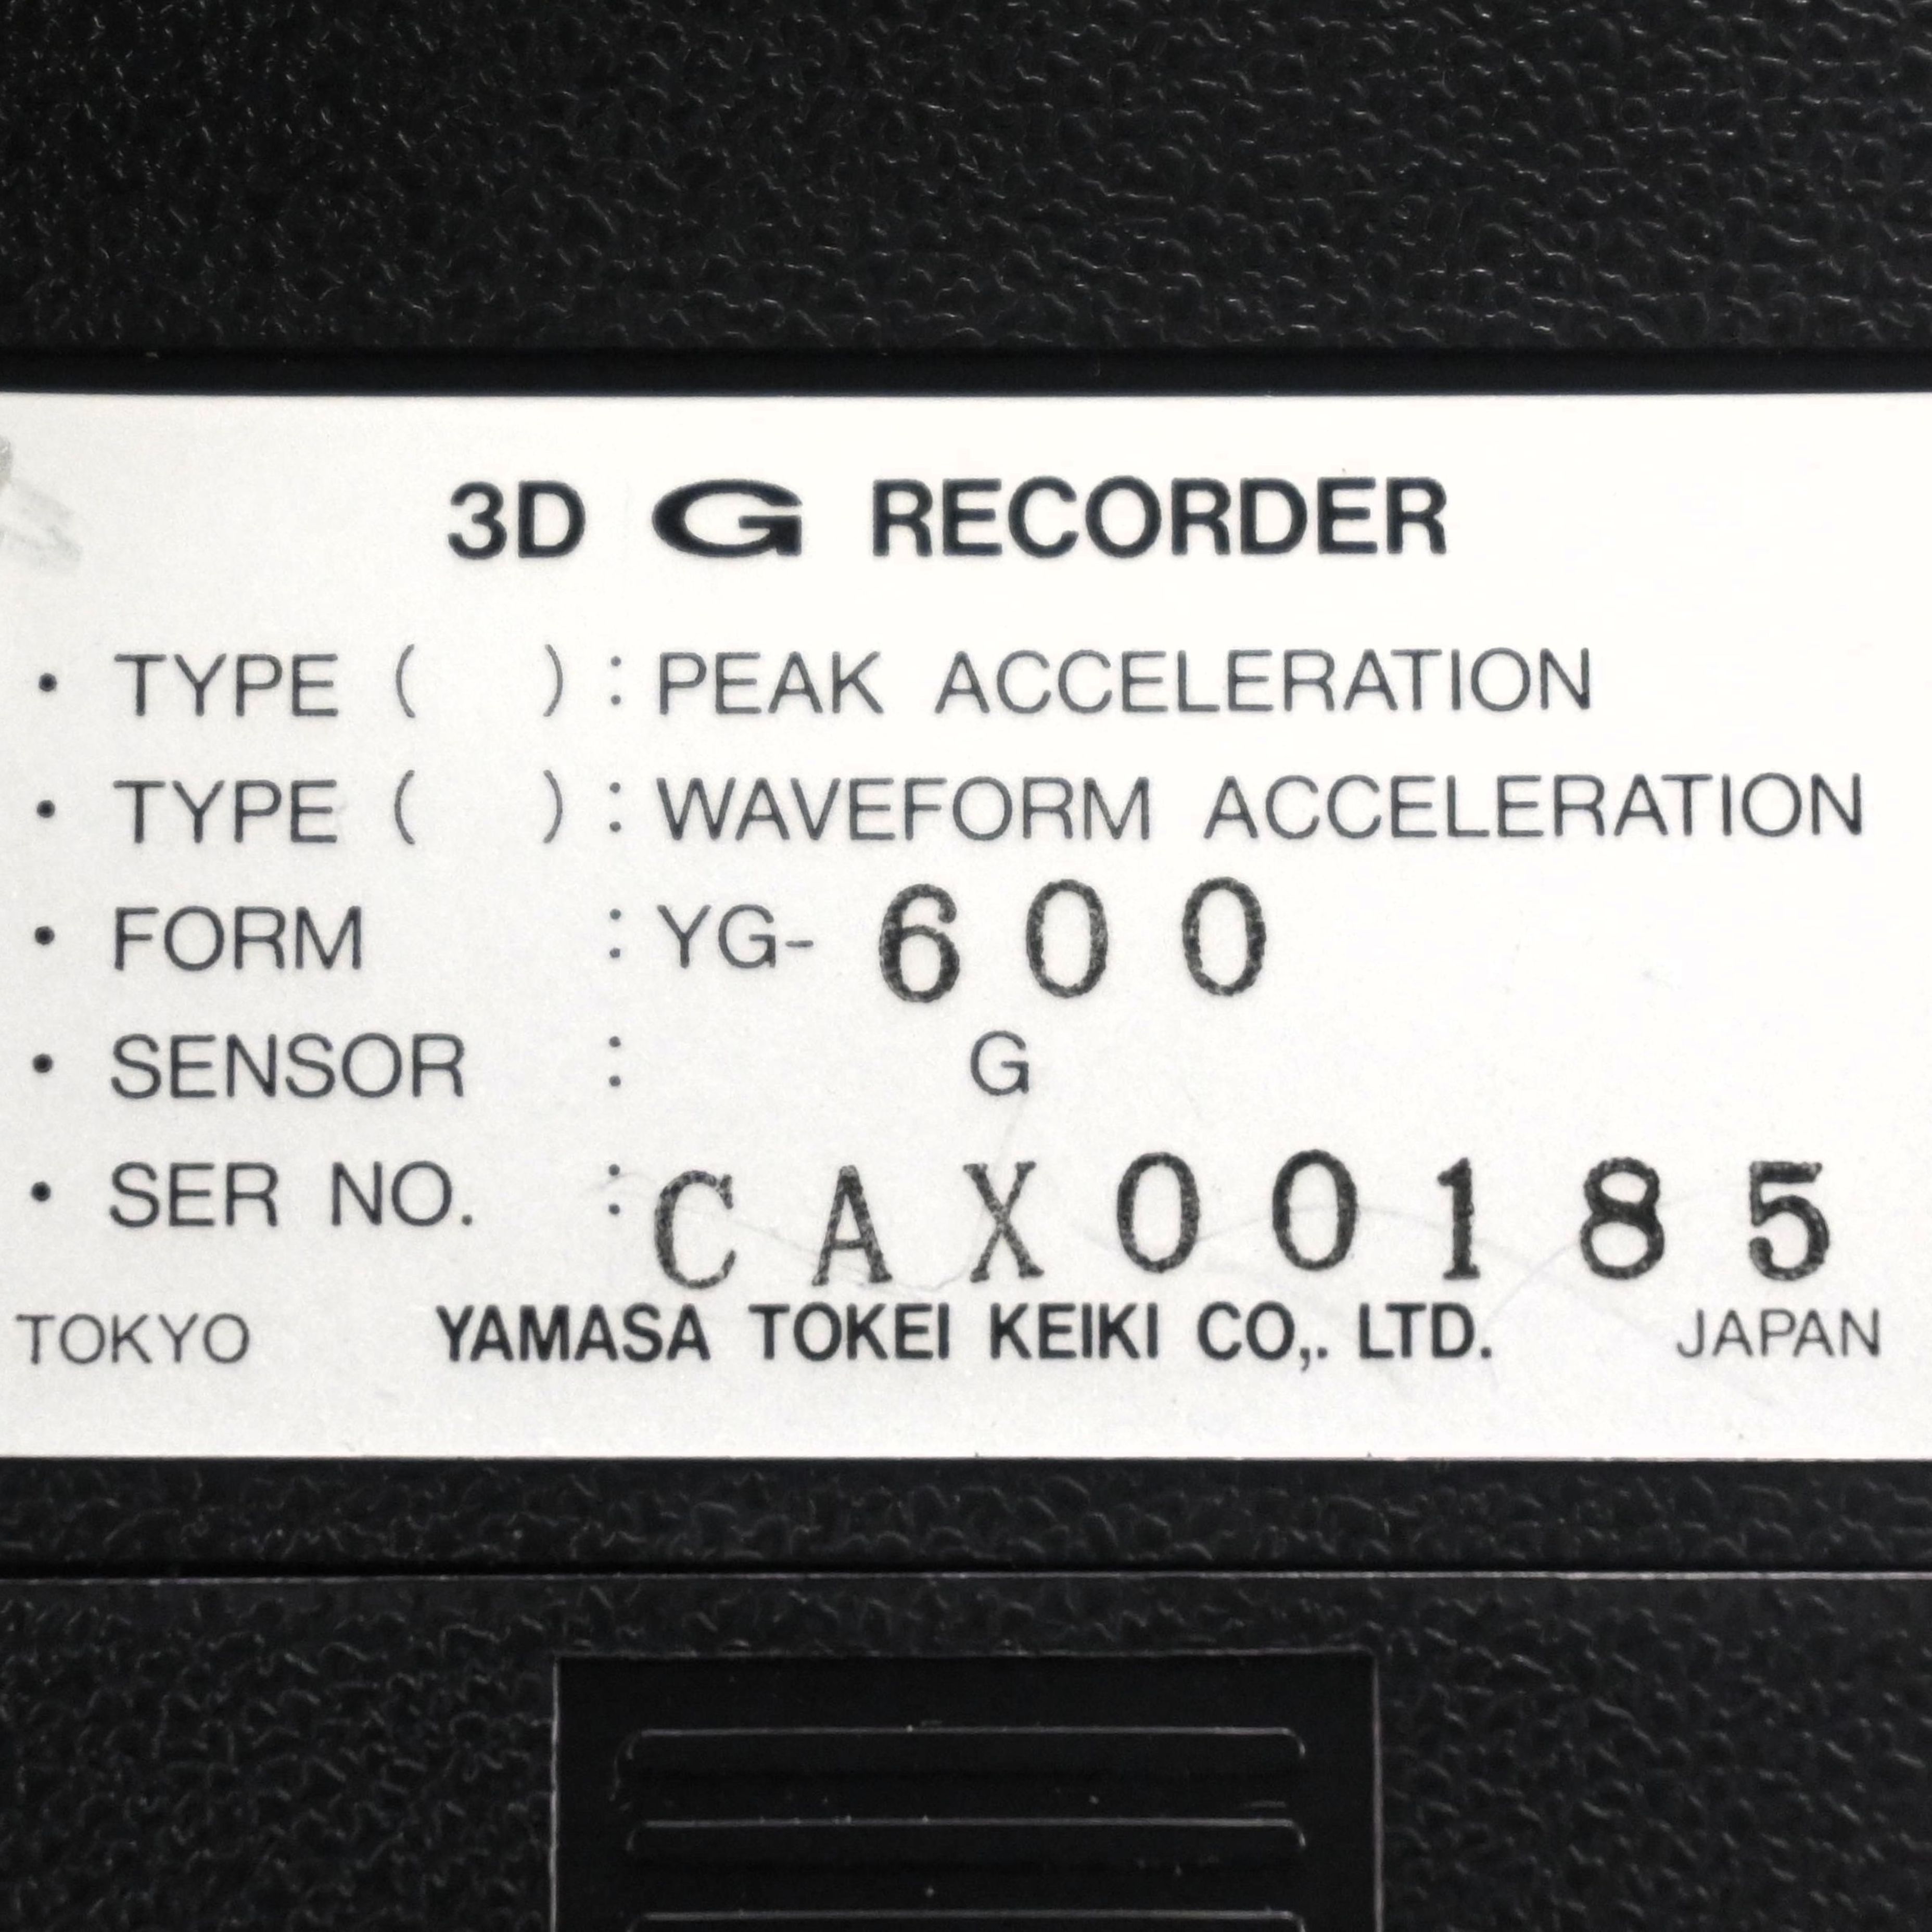 3D G RECORDER
• TYPE (    ) : PEAK ACCELERATION
• TYPE (    ) : WAVEFORM ACCELERATION
• FORM : YG- 600
• SENSOR : G
• SER NO. : CAX00185
TOKYO YAMASA TOKEI KEIKI CO,. LTD. JAPAN